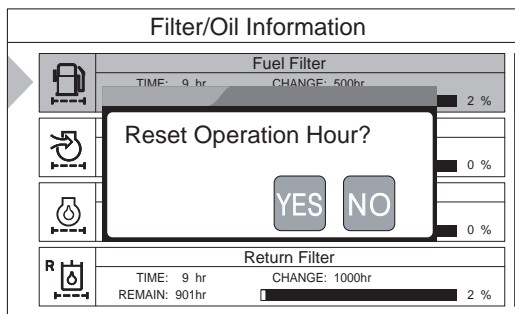 Filter/Oil Information
Fuel Filter
TIME: 9 hr CHANGE: 500hr
2 %
Reset Operation Hour?
0 %
YES NO
0 %
Return Filter
R
TIME: 9 hr CHANGE: 1000hr
REMAIN: 901hr 2 %